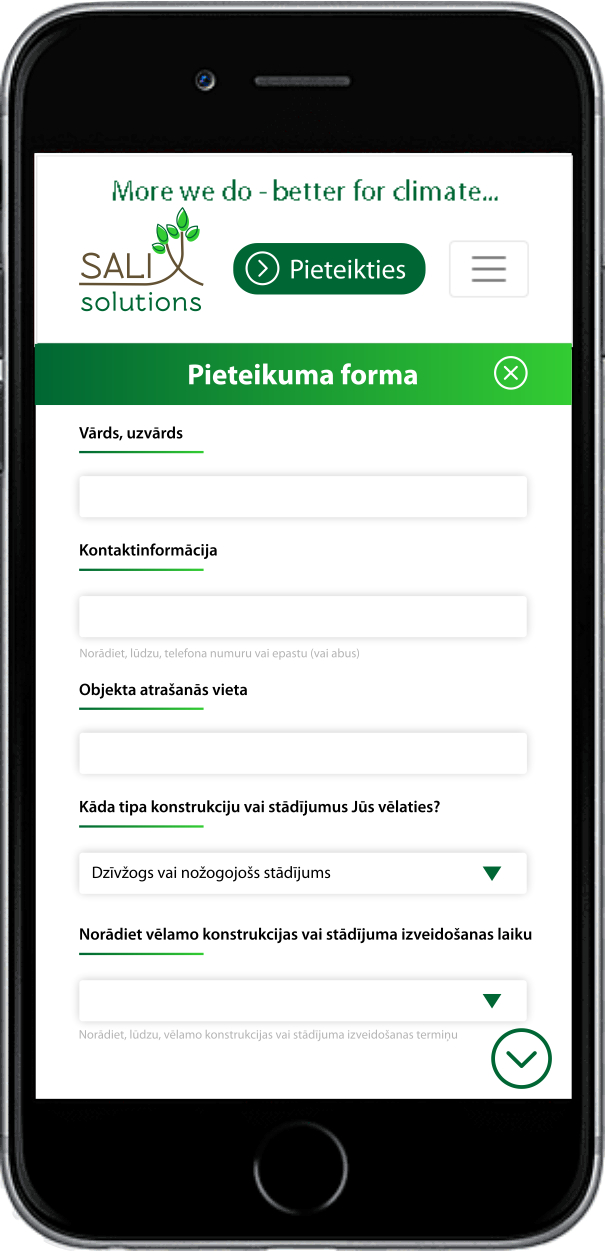 More we do - better for climate...
SALIX
solutions
Pieteikties
Pieteikuma forma
Vārds, uzvārds
Kontaktinformācija
Norādiet, lūdzu, telefona numuru vai epastu (vai abus)
Objekta atrašanās vieta
Kāda tipa konstrukciju vai stādījumus Jūs vēlaties?
Dzīvžogs vai nožogojošs stādījums
Norādiet vēlamo konstrukcijas vai stādījuma izveidošanas laiku
Norādiet, lūdzu, vēlamo konstrukcijas vai stādījuma izveidošanas termiņu